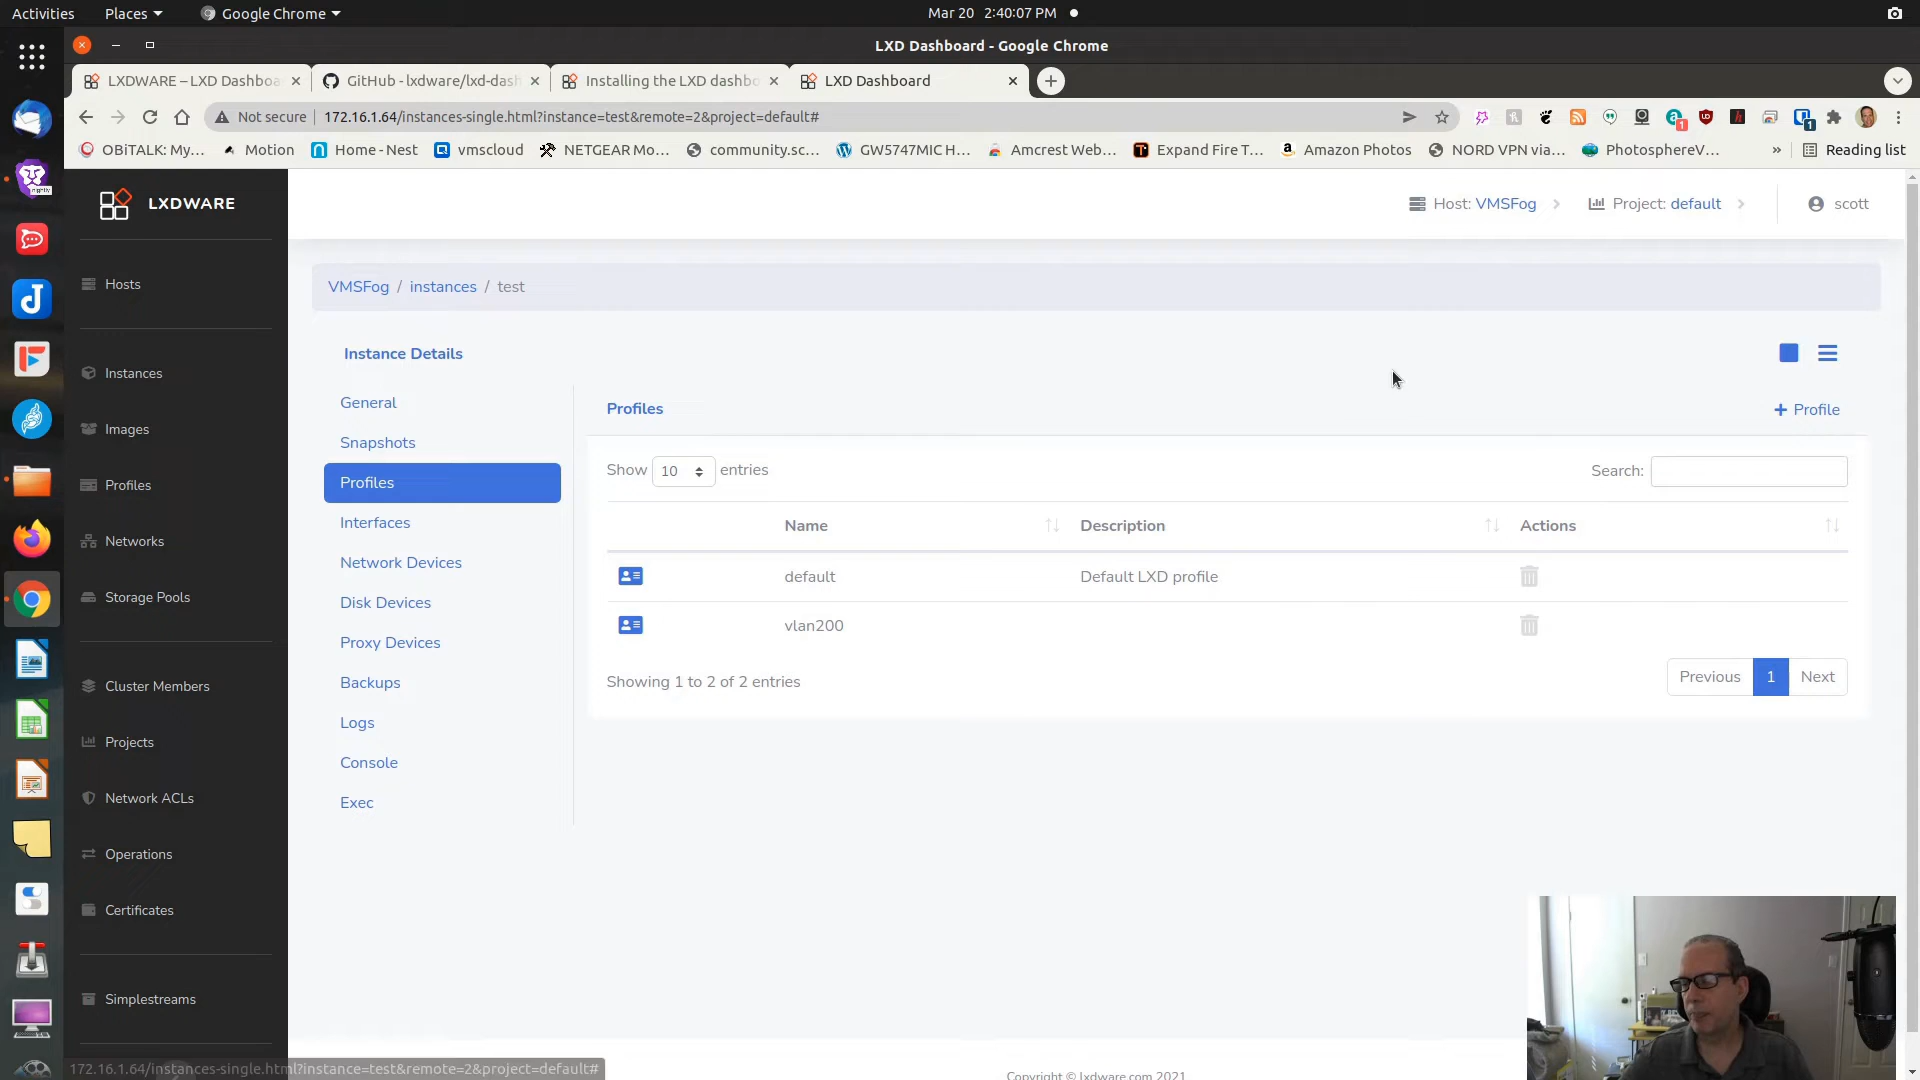 Activities Places Google Chrome Mar 20 2:40:07 PM
LXD Dashboard - Google Chrome
LXDWARE – LXD Dashboa GitHub - lxdware/lxd-dash Installing the LXD dashbo LXD Dashboard
Not secure 172.16.1.64/instances-single.html?instance=test&remote=2&project=default#
OBiTALK: My... Motion Home - Nest vmscloud NETGEAR Mo... community.sc... GW5747MIC H... Amcrest Web... Expand Fire T... Amazon Photos NORD VPN via... PhotosphereV... » Reading list
LXDWARE
Host: VMSFog Project: default scott
VMSFog / instances / test
Hosts
Instances
Images
Profiles
Networks
Storage Pools
Cluster Members
Projects
Network ACLs
Operations
Certificates
Simplestreams
Instance Details
General
Snapshots
Profiles
Interfaces
Network Devices
Disk Devices
Proxy Devices
Backups
Logs
Console
Exec
Profiles + Profile
Show 10 entries Search:
Name Description Actions
default Default LXD profile
vlan200
Showing 1 to 2 of 2 entries Previous 1 Next
172.16.1.64/instances-single.html?instance=test&remote=2&project=default#
Copyright © lxdware.com 2021